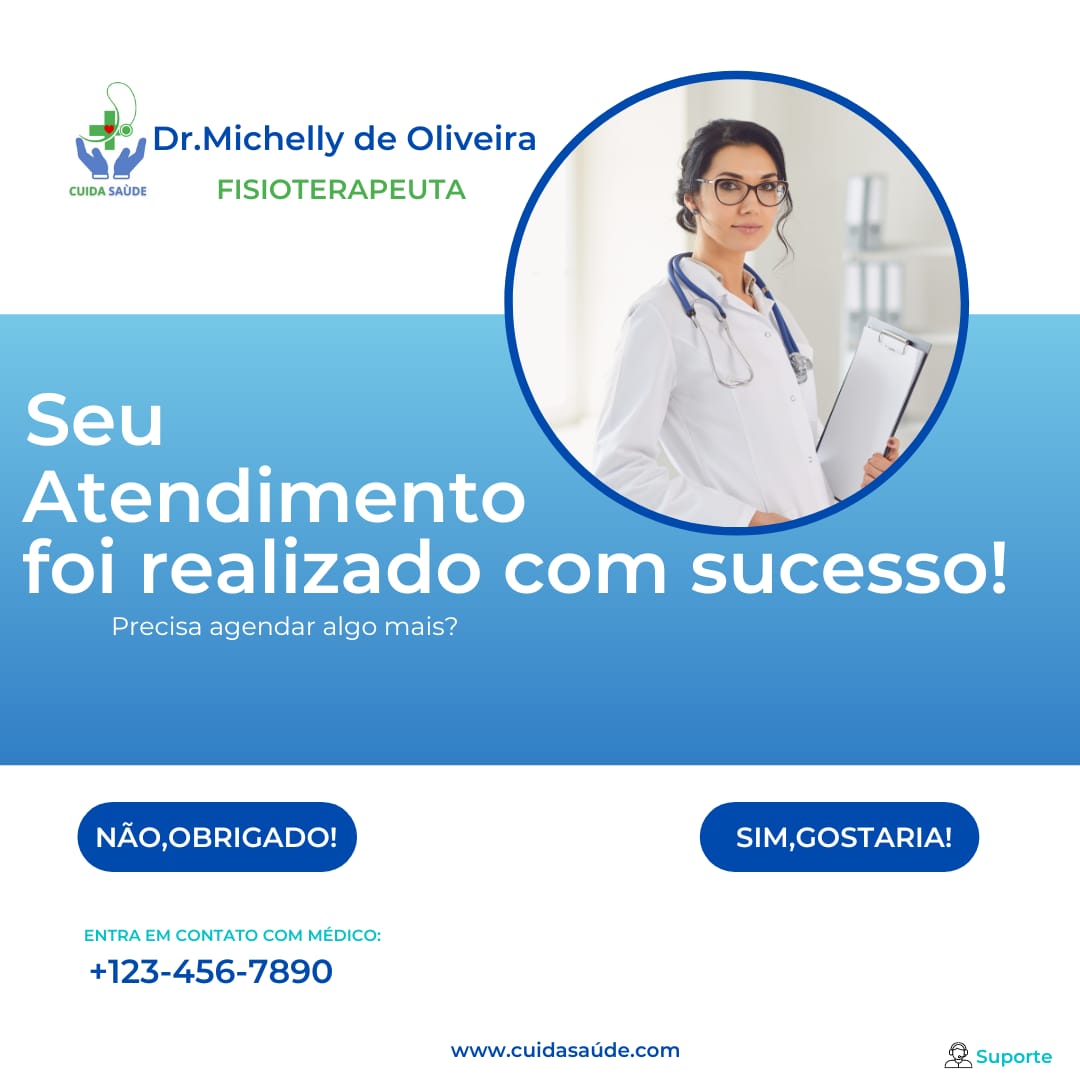 Dr.Michelly de Oliveira
CUIDA SAÙDE
FISIOTERAPEUTA
Seu
Atendimento
foi realizado com sucesso!
Precisa agendar algo mais?
NÃO,OBRIGADO!
SIM,GOSTARIA!
ENTRA EM CONTATO COM MÉDICO:
+123-456-7890
www.cuidasaúde.com
Suporte